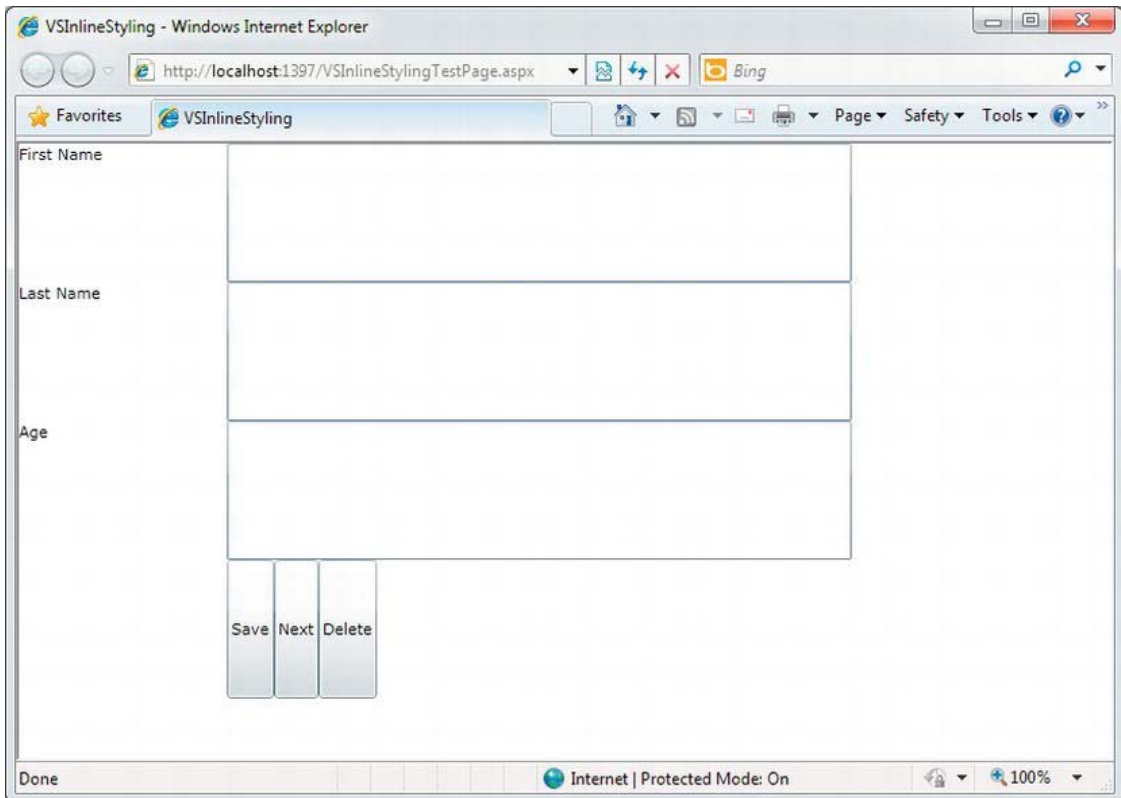 VSInlineStyling - Windows Internet Explorer
http://localhost:1397/VSInlineStylingTestPage.aspx
Bing
Favorites
VSInlineStyling
Page
Safety
Tools
First Name
Last Name
Age
Save
Next
Delete
Done
Internet | Protected Mode: On
100%